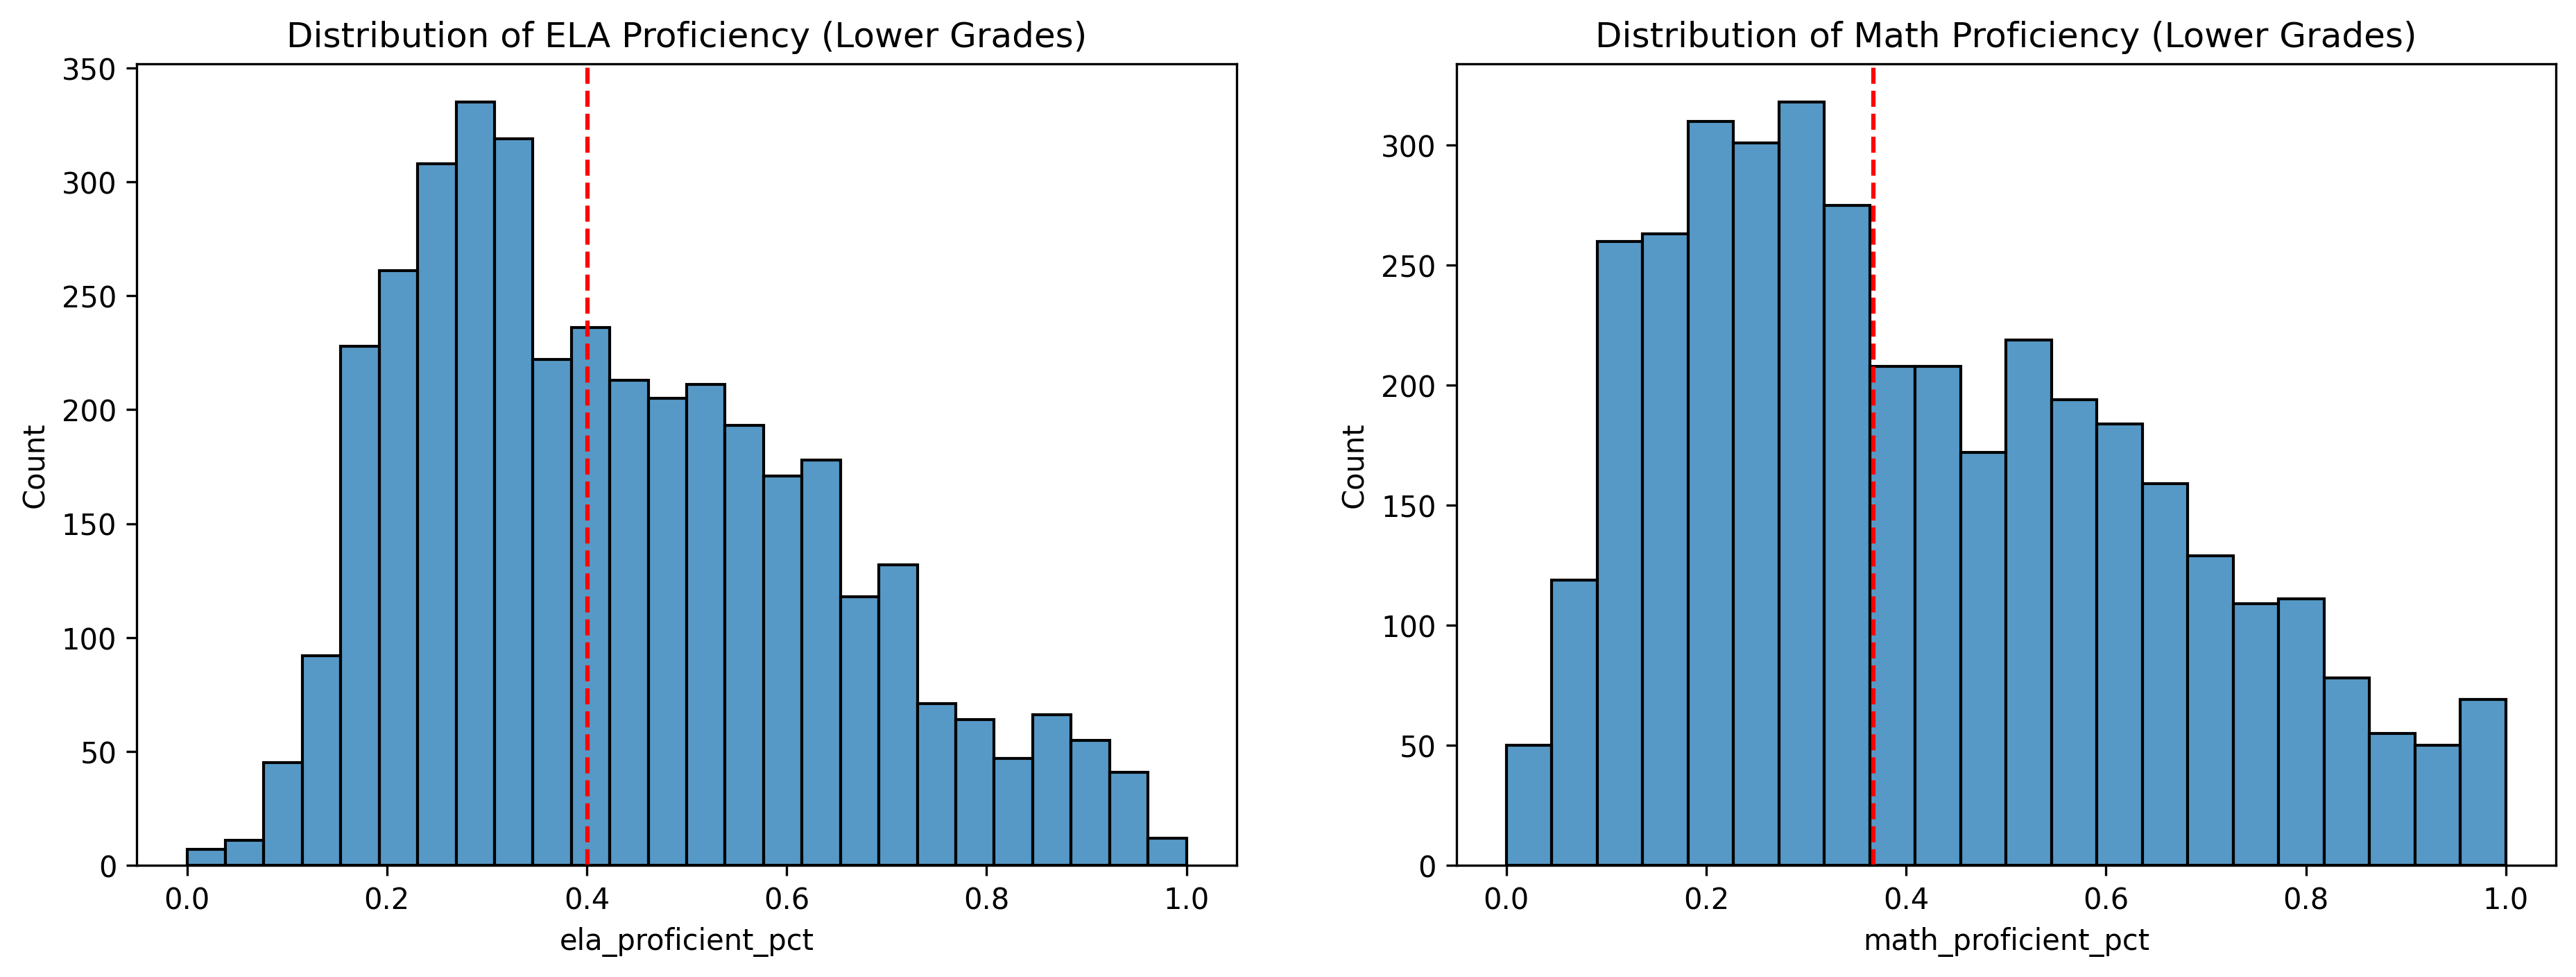 Distribution of ELA Proficiency (Lower Grades)
350
300
250
200
150
100
50
0
Count
0.0 0.2 0.4 0.6 0.8 1.0
ela_proficient_pct
Distribution of Math Proficiency (Lower Grades)
300
250
200
150
100
50
0
Count
0.0 0.2 0.4 0.6 0.8 1.0
math_proficient_pct